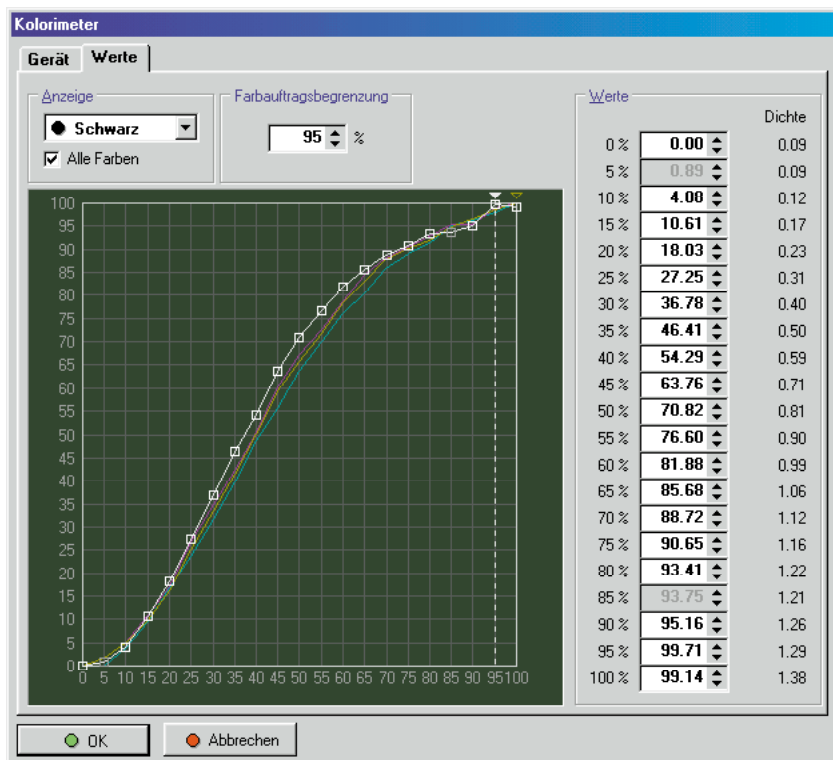 Kolorimeter
Gerät Werte
Anzeige
Schwarz
Alle Farben
Farbauftragsbegrenzung
95 %
100
95
90
85
80
75
70
65
60
55
50
45
40
35
30
25
20
15
10
5
0
0 5 10 15 20 25 30 35 40 45 50 55 60 65 70 75 80 85 90 95 100
Werte
Dichte
0 % 0.00 0.09
5 % 0.89 0.09
10 % 4.00 0.12
15 % 10.61 0.17
20 % 18.03 0.23
25 % 27.25 0.31
30 % 36.78 0.40
35 % 46.41 0.50
40 % 54.29 0.59
45 % 63.76 0.71
50 % 70.82 0.81
55 % 76.60 0.90
60 % 81.88 0.99
65 % 85.68 1.06
70 % 88.72 1.12
75 % 90.65 1.16
80 % 93.41 1.22
85 % 93.75 1.21
90 % 95.16 1.26
95 % 99.71 1.29
100 % 99.14 1.38
OK Abbrechen